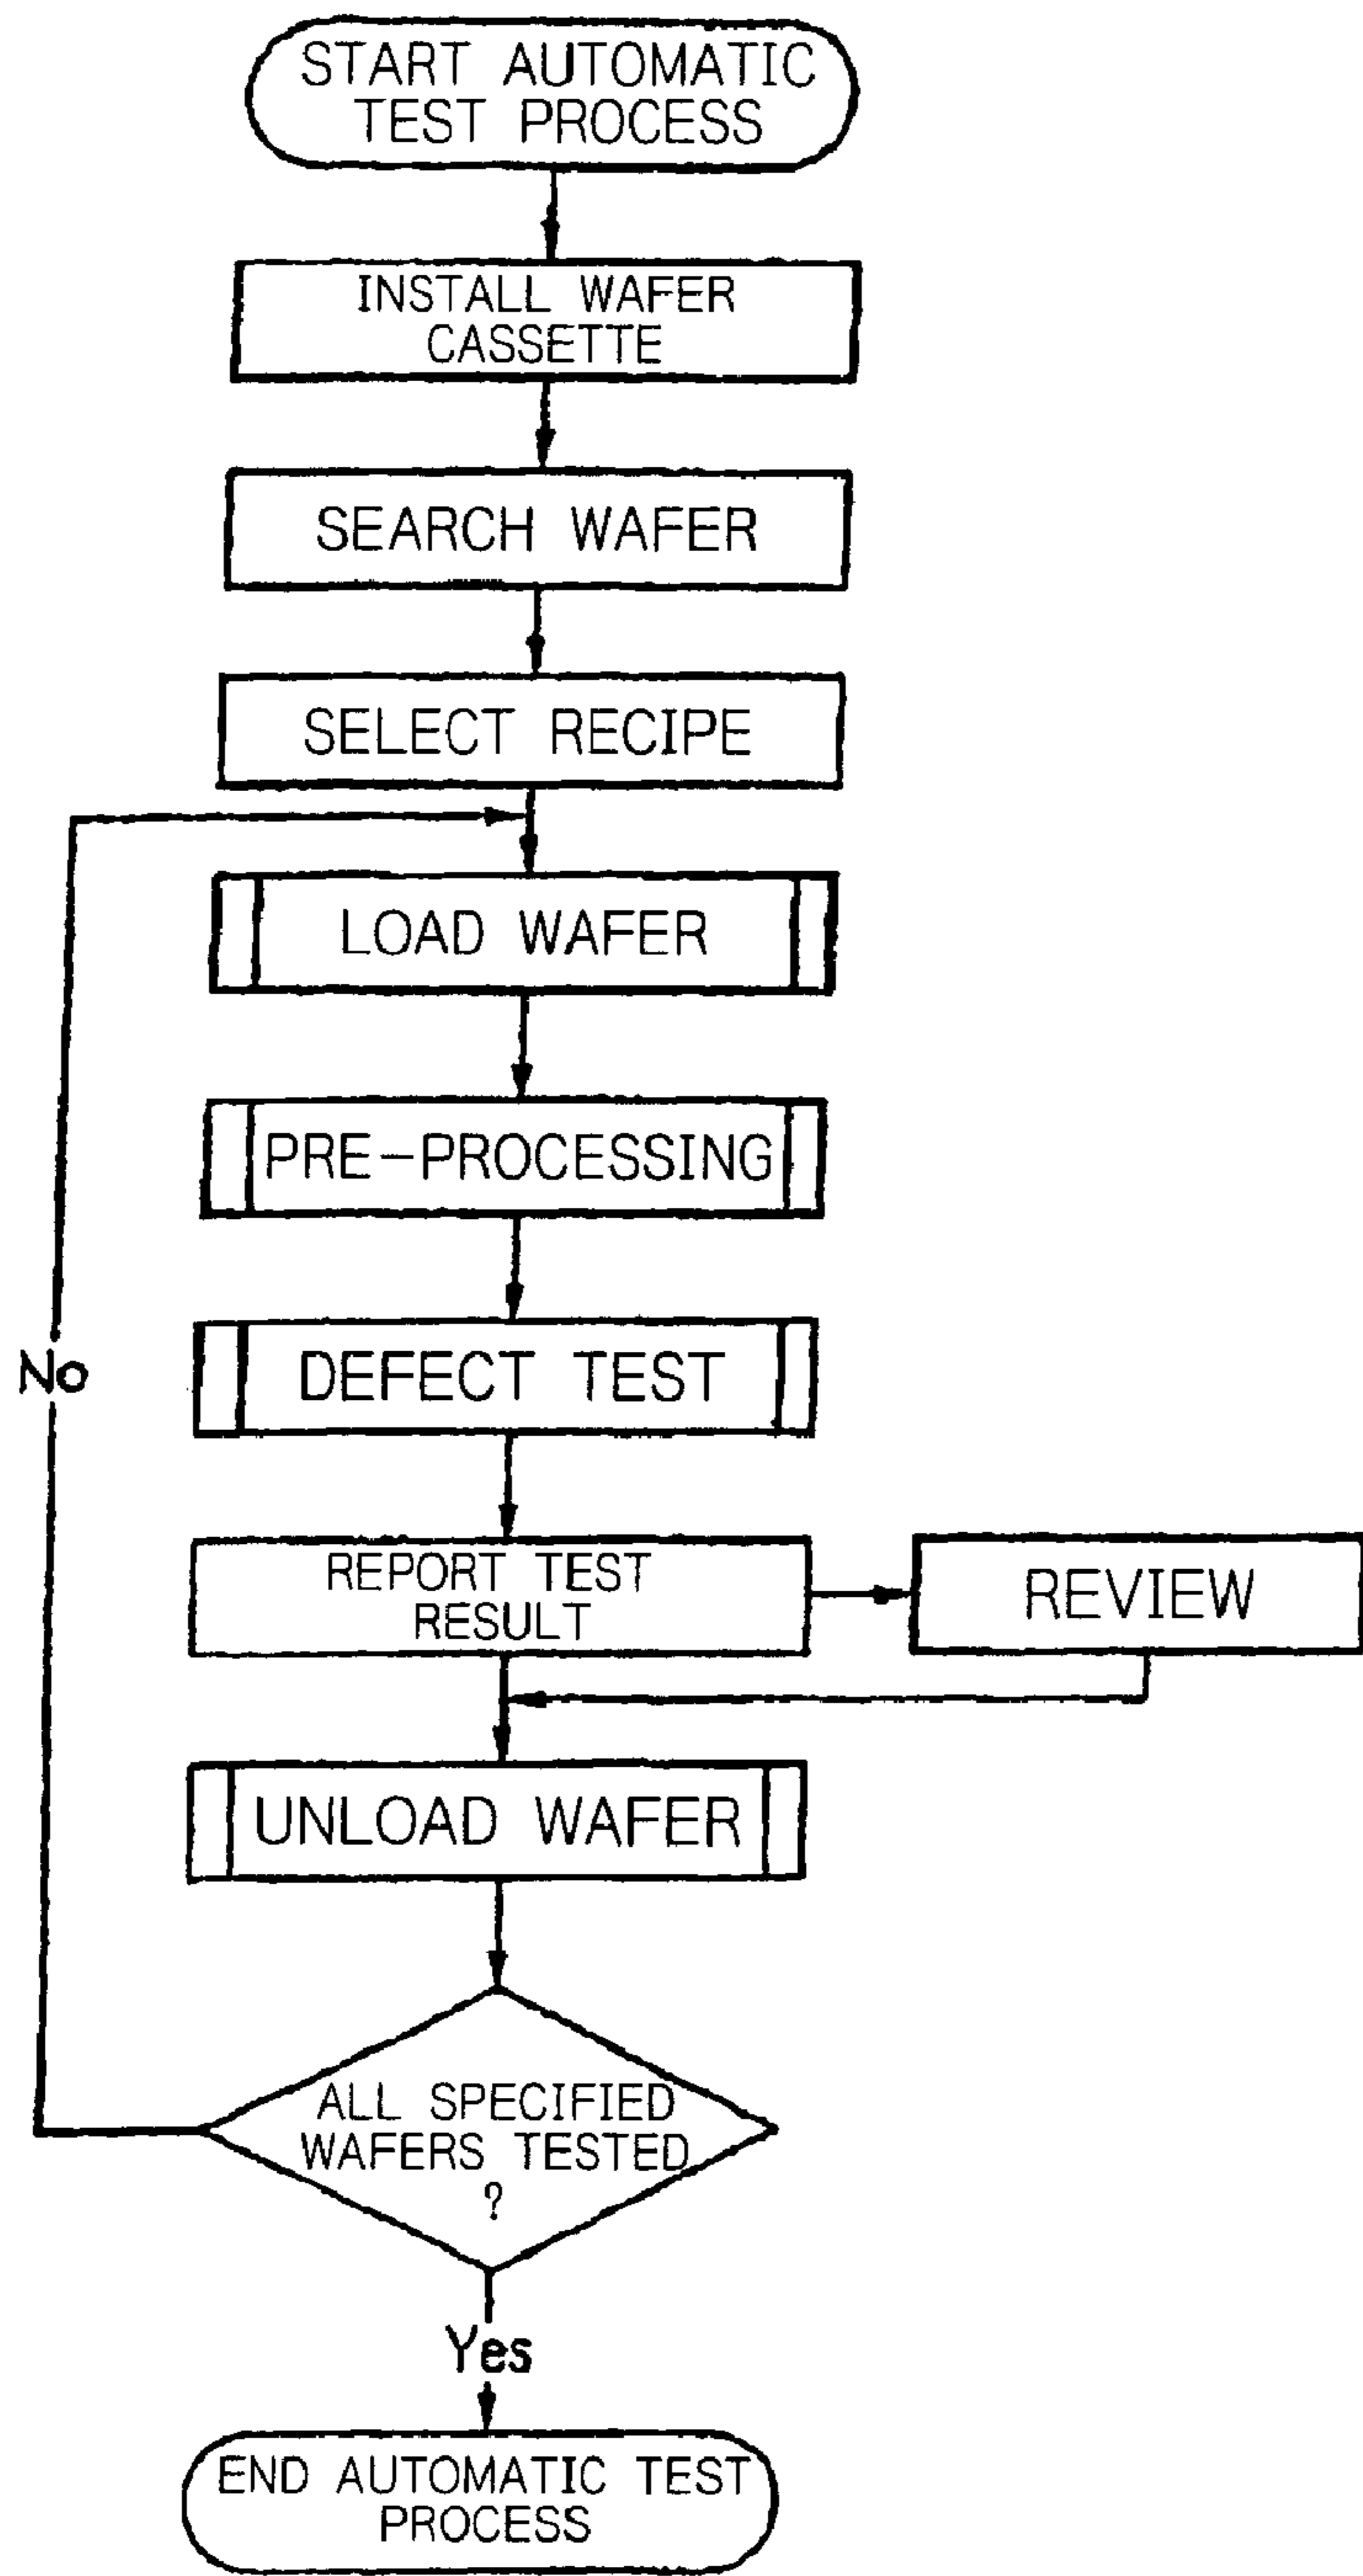 START AUTOMATIC
TEST PROCESS
INSTALL WAFER
CASSETTE
SEARCH WAFER
SELECT RECIPE
LOAD WAFER
PRE-PROCESSING
DEFECT TEST
No
REPORT TEST
RESULT
REVIEW
UNLOAD WAFER
ALL SPECIFIED
WAFERS TESTED
?
Yes
END AUTOMATIC TEST
PROCESS